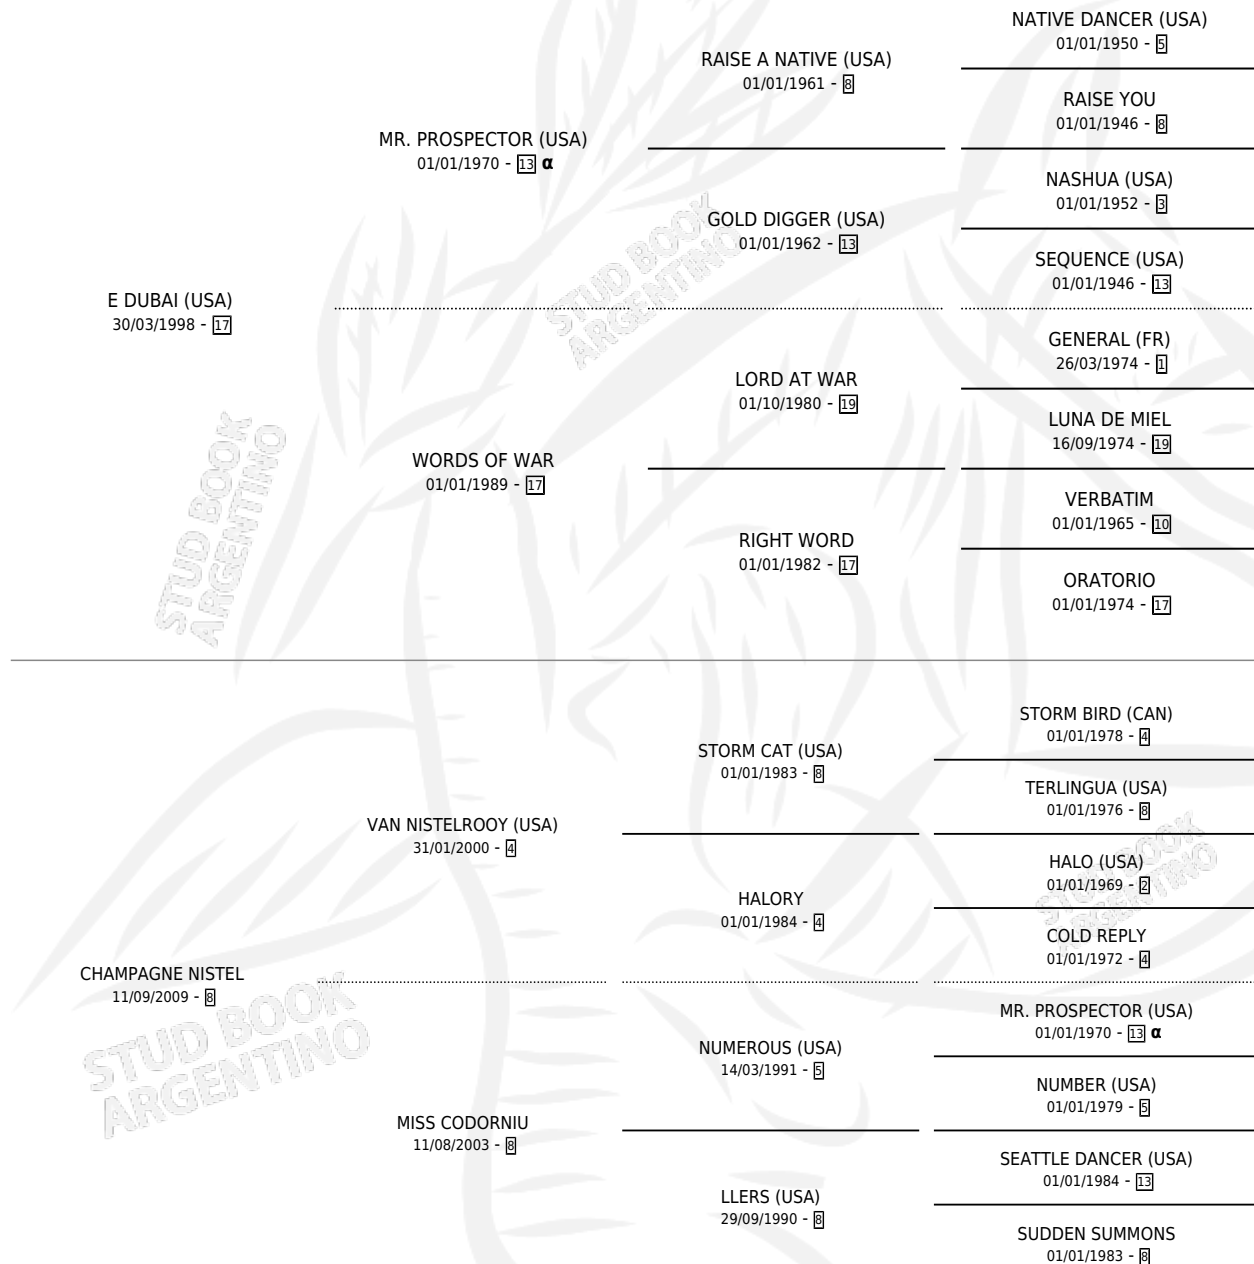 NATIVE DANCER (USA)
01/01/1950 - 5
RAISE A NATIVE (USA)
01/01/1961 - 8
RAISE YOU
01/01/1946 - 8
MR. PROSPECTOR (USA)
01/01/1970 - 13 α
NASHUA (USA)
01/01/1952 - 3
GOLD DIGGER (USA)
01/01/1962 - 13
SEQUENCE (USA)
01/01/1946 - 13
E DUBAI (USA)
30/03/1998 - 17
GENERAL (FR)
26/03/1974 - 1
LORD AT WAR
01/10/1980 - 19
LUNA DE MIEL
16/09/1974 - 19
WORDS OF WAR
01/01/1989 - 17
VERBATIM
01/01/1965 - 10
RIGHT WORD
01/01/1982 - 17
ORATORIO
01/01/1974 - 17
STORM BIRD (CAN)
01/01/1978 - 4
STORM CAT (USA)
01/01/1983 - 8
TERLINGUA (USA)
01/01/1976 - 8
VAN NISTELROOY (USA)
31/01/2000 - 4
HALO (USA)
01/01/1969 - 2
HALORY
01/01/1984 - 4
COLD REPLY
01/01/1972 - 4
CHAMPAGNE NISTEL
11/09/2009 - 8
MR. PROSPECTOR (USA)
01/01/1970 - 13 α
NUMEROUS (USA)
14/03/1991 - 5
NUMBER (USA)
01/01/1979 - 5
MISS CODORNIU
11/08/2003 - 8
SEATTLE DANCER (USA)
01/01/1984 - 13
LLERS (USA)
29/09/1990 - 8
SUDDEN SUMMONS
01/01/1983 - 8
STUD BOOK
ARGENTINO
STUD BOOK
ARGENTINO
STUD BOOK
ARGENTINO
STUD BOOK
ARGENTINO